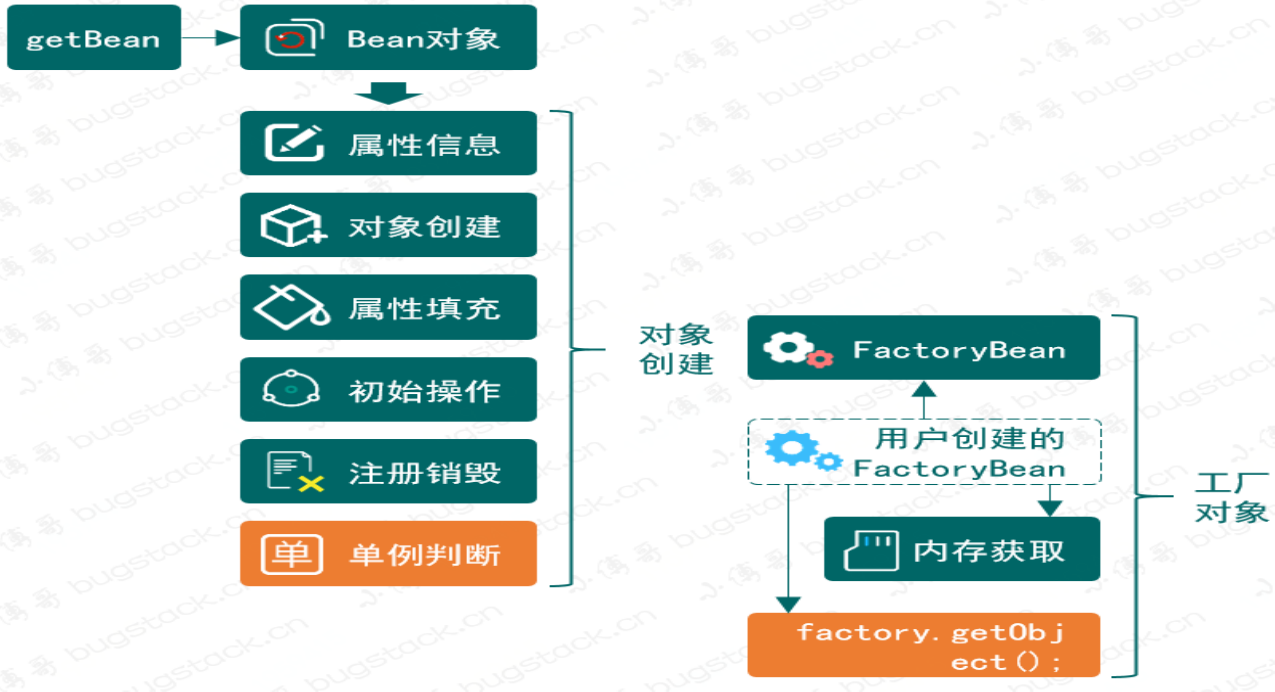 getBean
Bean对象
属性信息
对象创建
属性填充
初始操作
注册销毁
单
单例判断
对象
创建
FactoryBean
用户创建的
FactoryBean
内存获取
factory.getObj
ect();
工厂
对象
小傅哥 bugstack.cn